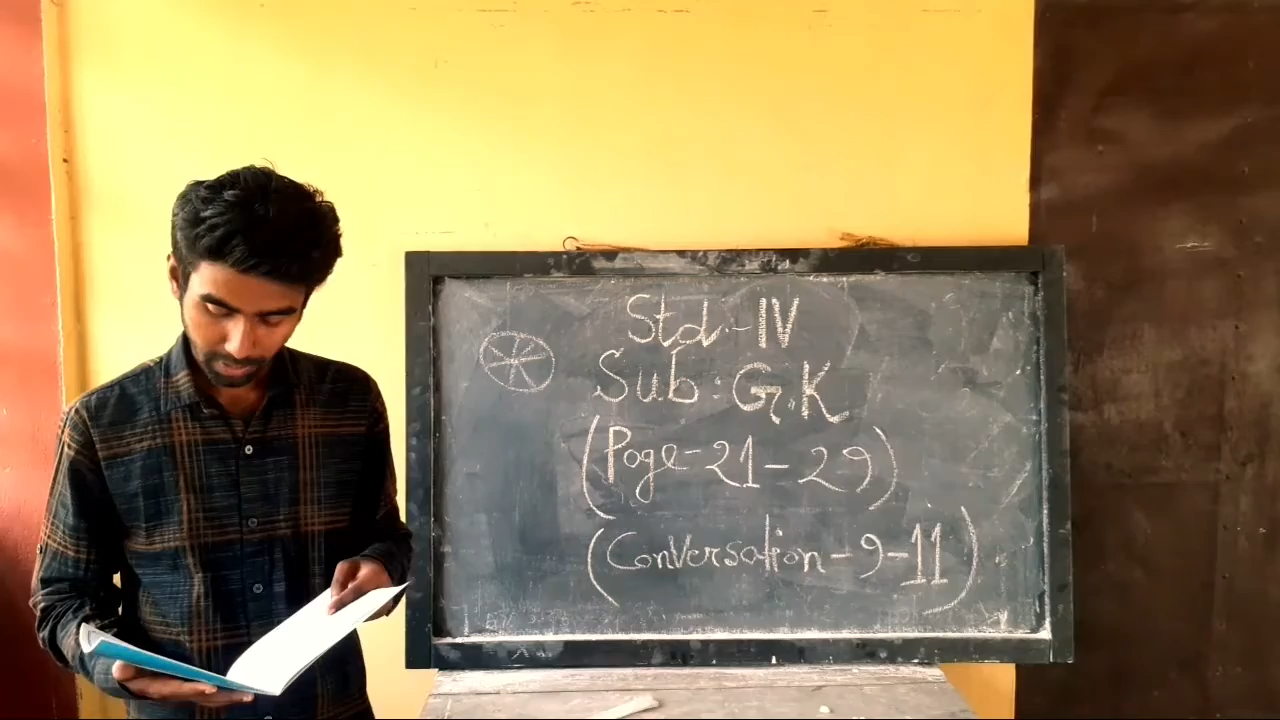 Std.-IV
Sub: G.K
(Page-21-29)
(Conversation-9-11)